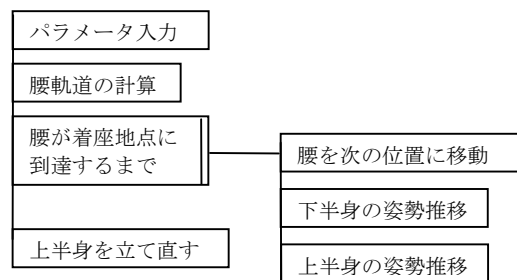 パラメータ入力
腰軌道の計算
腰が着座地点に
到達するまで
腰を次の位置に移動
下半身の姿勢推移
上半身を立て直す
上半身の姿勢推移